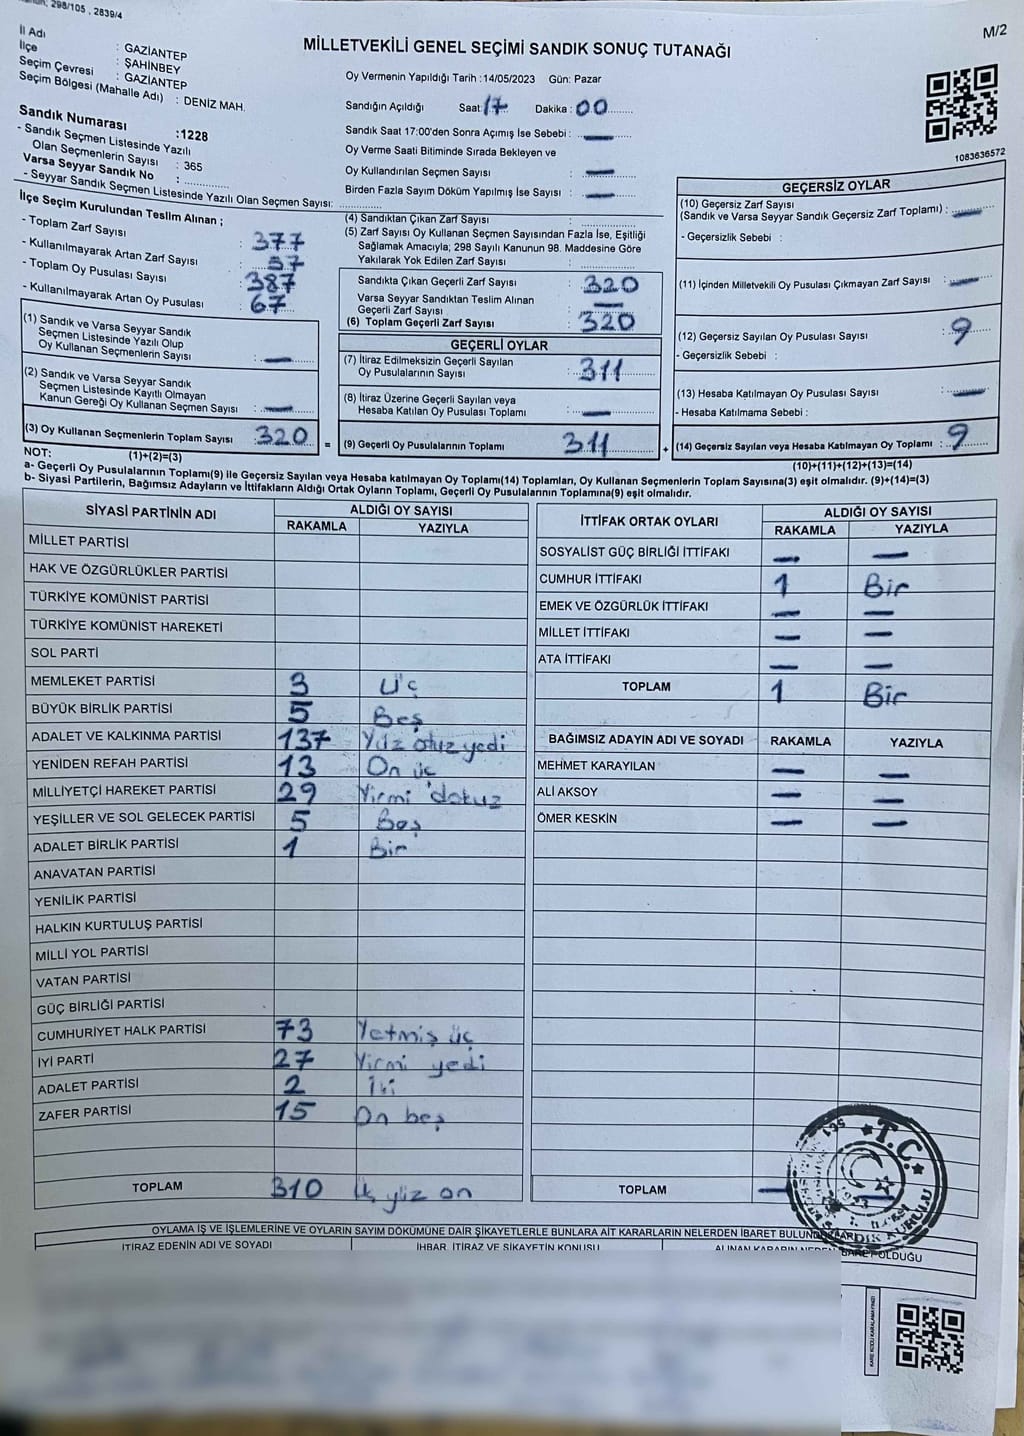 298/105 , 2839/4
M/2
MİLLETVEKİLİ GENEL SEÇİMİ SANDIK SONUÇ TUTANAĞI
İl Adı : GAZİANTEP
İlçe : ŞAHİNBEY
Seçim Çevresi : GAZİANTEP
Seçim Bölgesi (Mahalle Adı) : DENİZ MAH.
Sandık Numarası :1228
- Sandık Seçmen Listesinde Yazılı
Olan Seçmenlerin Sayısı : 365
Varsa Seyyar Sandık No :
- Seyyar Sandık Seçmen Listesinde Yazılı Olan Seçmen Sayısı:
Oy Vermenin Yapıldığı Tarih :14/05/2023 Gün: Pazar
Sandığın Açıldığı Saat: 17 Dakika : 00
Sandık Saat 17:00'den Sonra Açımış İse Sebebi : —
Oy Verme Saati Bitiminde Sırada Bekleyen ve
Oy Kullandırılan Seçmen Sayısı : —
Birden Fazla Sayım Döküm Yapılmış İse Sayısı : —
1083636572
İlçe Seçim Kurulundan Teslim Alınan ;
- Toplam Zarf Sayısı : 377
- Kullanılmayarak Artan Zarf Sayısı : 57
- Toplam Oy Pusulası Sayısı : 387
- Kullanılmayarak Artan Oy Pusulası : 67
(1) Sandık ve Varsa Seyyar Sandık
Seçmen Listesinde Yazılı Olup
Oy Kullanan Seçmenlerin Sayısı : —
(2) Sandık ve Varsa Seyyar Sandık
Seçmen Listesinde Kayıtlı Olmayan
Kanun Gereği Oy Kullanan Seçmen Sayısı : —
(3) Oy Kullanan Seçmenlerin Toplam Sayısı : 320
(4) Sandıktan Çıkan Zarf Sayısı :
(5) Zarf Sayısı Oy Kullanan Seçmen Sayısından Fazla İse, Eşitliği
Sağlamak Amacıyla; 298 Sayılı Kanunun 98. Maddesine Göre
Yakılarak Yok Edilen Zarf Sayısı :
Sandıkta Çıkan Geçerli Zarf Sayısı : 320
Varsa Seyyar Sandıktan Teslim Alınan
Geçerli Zarf Sayısı : —
(6) Toplam Geçerli Zarf Sayısı : 320
GEÇERLİ OYLAR
(7) İtiraz Edilmeksizin Geçerli Sayılan
Oy Pusulalarının Sayısı : 311
(8) İtiraz Üzerine Geçerli Sayılan veya
Hesaba Katılan Oy Pusulası Toplamı : —
= (9) Geçerli Oy Pusulalarının Toplamı : 311
GEÇERSİZ OYLAR
(10) Geçersiz Zarf Sayısı
(Sandık ve Varsa Seyyar Sandık Geçersiz Zarf Toplamı) : —
- Geçersizlik Sebebi :
(11) İçinden Milletvekili Oy Pusulası Çıkmayan Zarf Sayısı : —
(12) Geçersiz Sayılan Oy Pusulası Sayısı : 9
- Geçersizlik Sebebi :
(13) Hesaba Katılmayan Oy Pusulası Sayısı : —
- Hesaba Katılmama Sebebi :
+ (14) Geçersiz Sayılan veya Hesaba Katılmayan Oy Toplamı : 9
NOT: (1)+(2)=(3)
(10)+(11)+(12)+(13)=(14)
a- Geçerli Oy Pusulalarının Toplamı(9) ile Geçersiz Sayılan veya Hesaba katılmayan Oy Toplamı(14) Toplamları, Oy Kullanan Seçmenlerin Toplam Sayısına(3) eşit olmalıdır. (9)+(14)=(3)
b- Siyasi Partilerin, Bağımsız Adayların ve İttifakların Aldığı Ortak Oyların Toplamı, Geçerli Oy Pusulalarının Toplamına(9) eşit olmalıdır.
SİYASİ PARTİNİN ADI ALDIĞI OY SAYISI
RAKAMLA YAZIYLA
MİLLET PARTİSİ
HAK VE ÖZGÜRLÜKLER PARTİSİ
TÜRKİYE KOMÜNİST PARTİSİ
TÜRKİYE KOMÜNİST HAREKETİ
SOL PARTİ
MEMLEKET PARTİSİ 3 Üç
BÜYÜK BİRLİK PARTİSİ 5 Beş
ADALET VE KALKINMA PARTİSİ 137 Yüz otuz yedi
YENİDEN REFAH PARTİSİ 13 On üç
MİLLİYETÇİ HAREKET PARTİSİ 29 Yirmi dokuz
YEŞİLLER VE SOL GELECEK PARTİSİ 5 Beş
ADALET BİRLİK PARTİSİ 1 Bir
ANAVATAN PARTİSİ
YENİLİK PARTİSİ
HALKIN KURTULUŞ PARTİSİ
MİLLİ YOL PARTİSİ
VATAN PARTİSİ
GÜÇ BİRLİĞİ PARTİSİ
CUMHURİYET HALK PARTİSİ 73 Yetmiş üç
İYİ PARTİ 27 Yirmi yedi
ADALET PARTİSİ 2 İki
ZAFER PARTİSİ 15 On beş
TOPLAM 310 Üç yüz on
İTTİFAK ORTAK OYLARI ALDIĞI OY SAYISI
RAKAMLA YAZIYLA
SOSYALİST GÜÇ BİRLİĞİ İTTİFAKI — —
CUMHUR İTTİFAKI 1 Bir
EMEK VE ÖZGÜRLÜK İTTİFAKI — —
MİLLET İTTİFAKI — —
ATA İTTİFAKI — —
TOPLAM 1 Bir
BAĞIMSIZ ADAYIN ADI VE SOYADI RAKAMLA YAZIYLA
MEHMET KARAYILAN — —
ALİ AKSOY — —
ÖMER KESKİN — —
TOPLAM —
T.C.
OYLAMA İŞ VE İŞLEMLERİNE VE OYLARIN SAYIM DÖKÜMÜNE DAİR ŞİKAYETLERLE BUNLARA AİT KARARLARIN NELERDEN İBARET
İTİRAZ EDENİN ADI VE SOYADI İHBAR, İTİRAZ VE ŞİKAYETİN KONUSU ALINAN KARARIN OLDUĞU